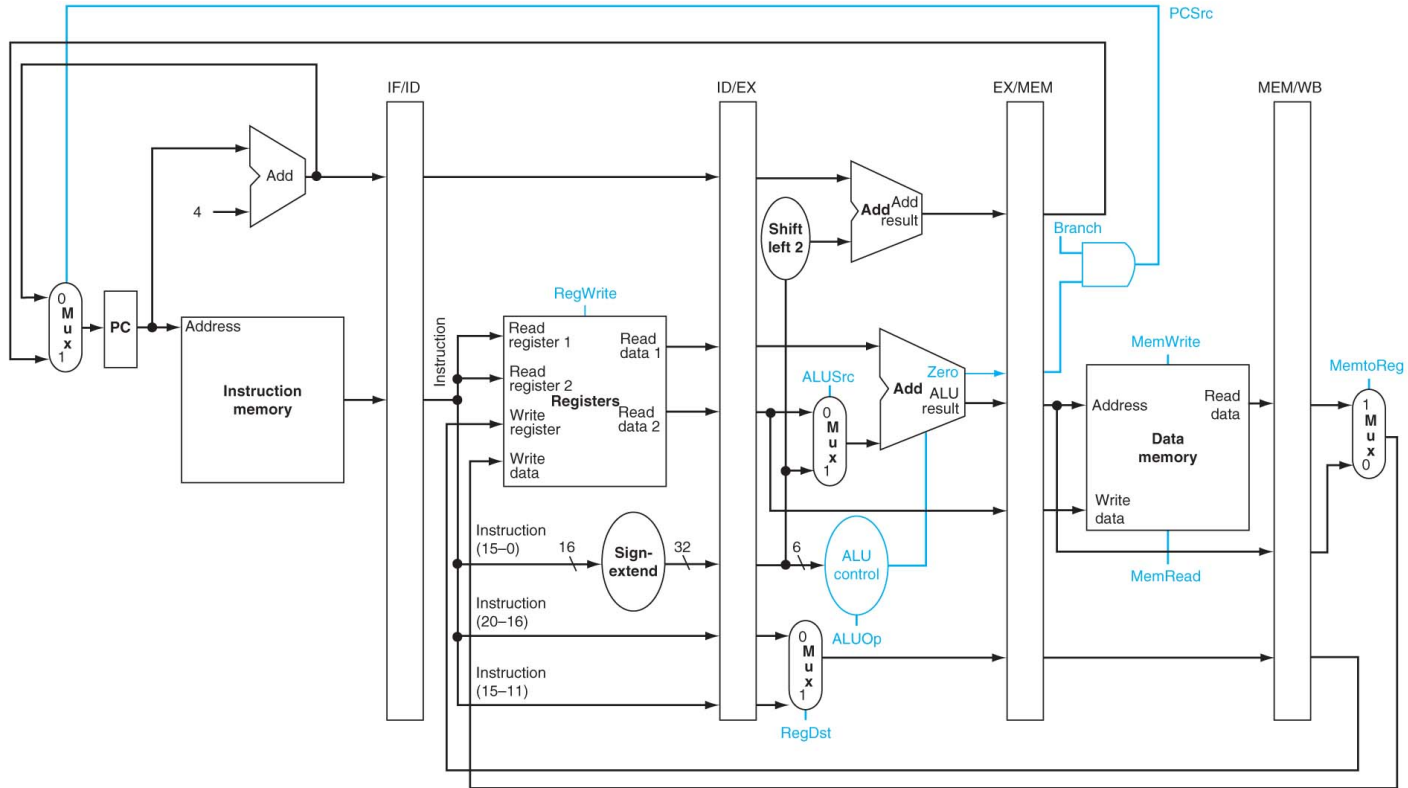 PCSrc
IF/ID
ID/EX
EX/MEM
MEM/WB
Add
4
Add
Add
result
Shift
left 2
Branch
0
M
u
x
1
PC
Address
Instruction
memory
Instruction
RegWrite
Read
register 1
Read
register 2
Write
register
Write
data
Registers
Read
data 1
Read
data 2
ALUSrc
0
M
u
x
1
Zero
Add
ALU
result
MemWrite
Address
Read
data
Data
memory
Write
data
MemRead
MemtoReg
1
M
u
x
0
Instruction
(15–0)
16
Sign-
extend
32
6
ALU
control
ALUOp
Instruction
(20–16)
Instruction
(15–11)
0
M
u
x
1
RegDst